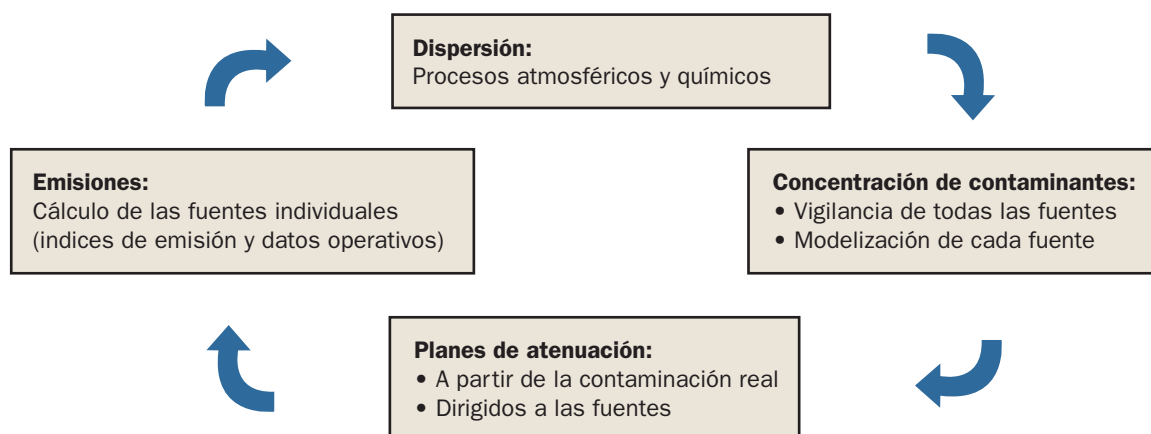 Dispersión:
Procesos atmosféricos y químicos
Emisiones:
Cálculo de las fuentes individuales
(indices de emisión y datos operativos)
Concentración de contaminantes:
• Vigilancia de todas las fuentes
• Modelización de cada fuente
Planes de atenuación:
• A partir de la contaminación real
• Dirigidos a las fuentes